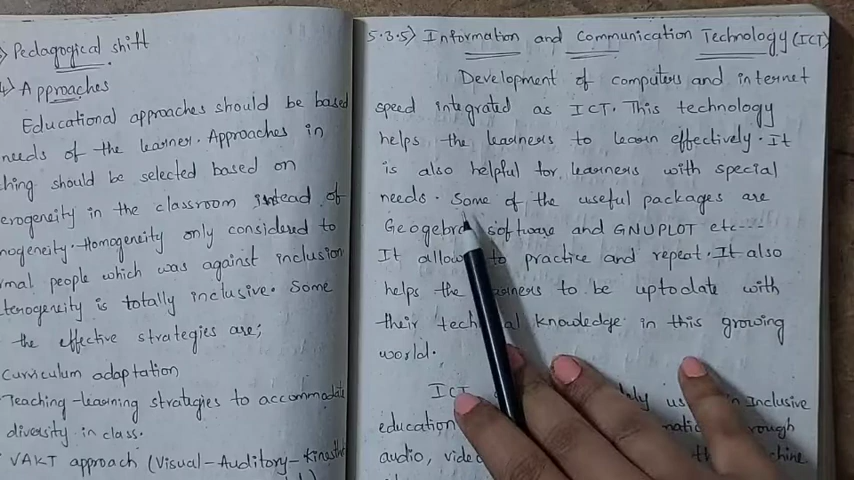 Pedagogical shift
Approaches
Educational approaches should be based
needs of the learner. Approaches in
ching should be selected based on
erogeneity in the classroom instead of
mogeneity. Homogeneity only considered to
rmal people which was against inclusion
terogeneity is totally inclusive. Some
the effective strategies are;
Curriculum adaptation
Teaching-learning strategies to accommodate
diversity in class.
VAKT approach (Visual-Auditory-Kinesth
5.3.5) Information and Communication Technology (ICT)
Development of computers and internet
speed integrated as ICT. This technology
helps the learners to learn effectively. It
is also helpful for learners with special
needs. Some of the useful packages are
Geogebra software and GNUPLOT etc---
It allow to practice and repeat. It also
helps the learners to be uptodate with
their technical knowledge in this growing
world.
ICT inclusive
education
audio,